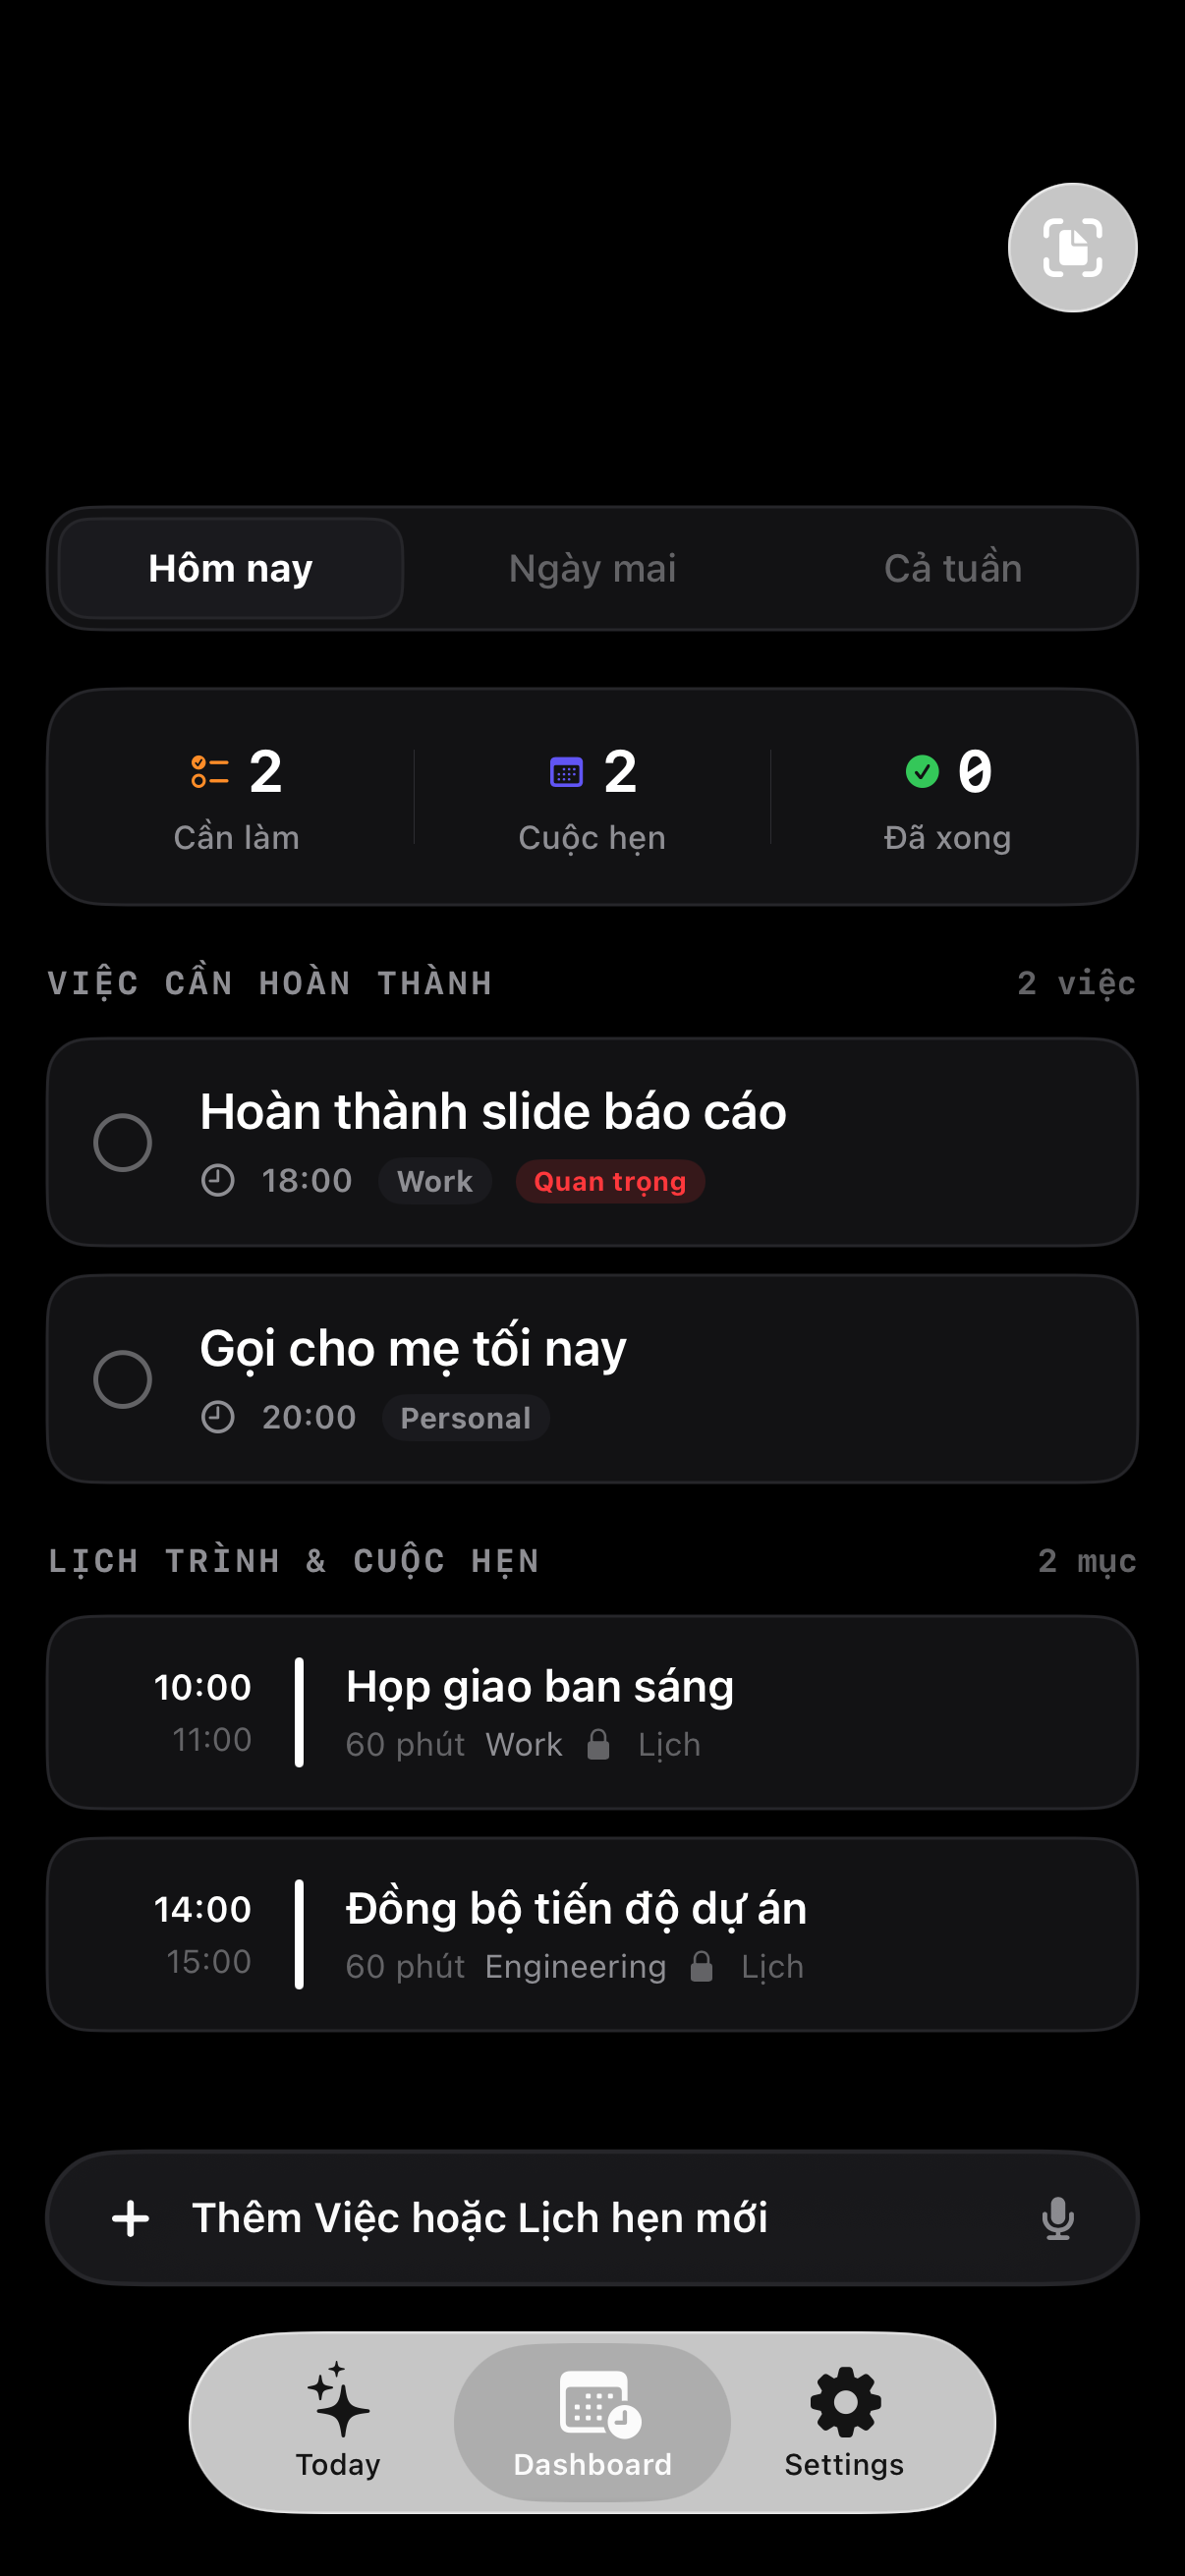 Hôm nay
Ngày mai
Cả tuần
2
Cần làm
2
Cuộc hẹn
0
Đã xong
VIỆC CẦN HOÀN THÀNH
2 việc
Hoàn thành slide báo cáo
18:00 Work Quan trọng
Gọi cho mẹ tối nay
20:00 Personal
LỊCH TRÌNH & CUỘC HẸN
2 mục
10:00
11:00
Họp giao ban sáng
60 phút Work Lịch
14:00
15:00
Đồng bộ tiến độ dự án
60 phút Engineering Lịch
Thêm Việc hoặc Lịch hẹn mới
Today
Dashboard
Settings